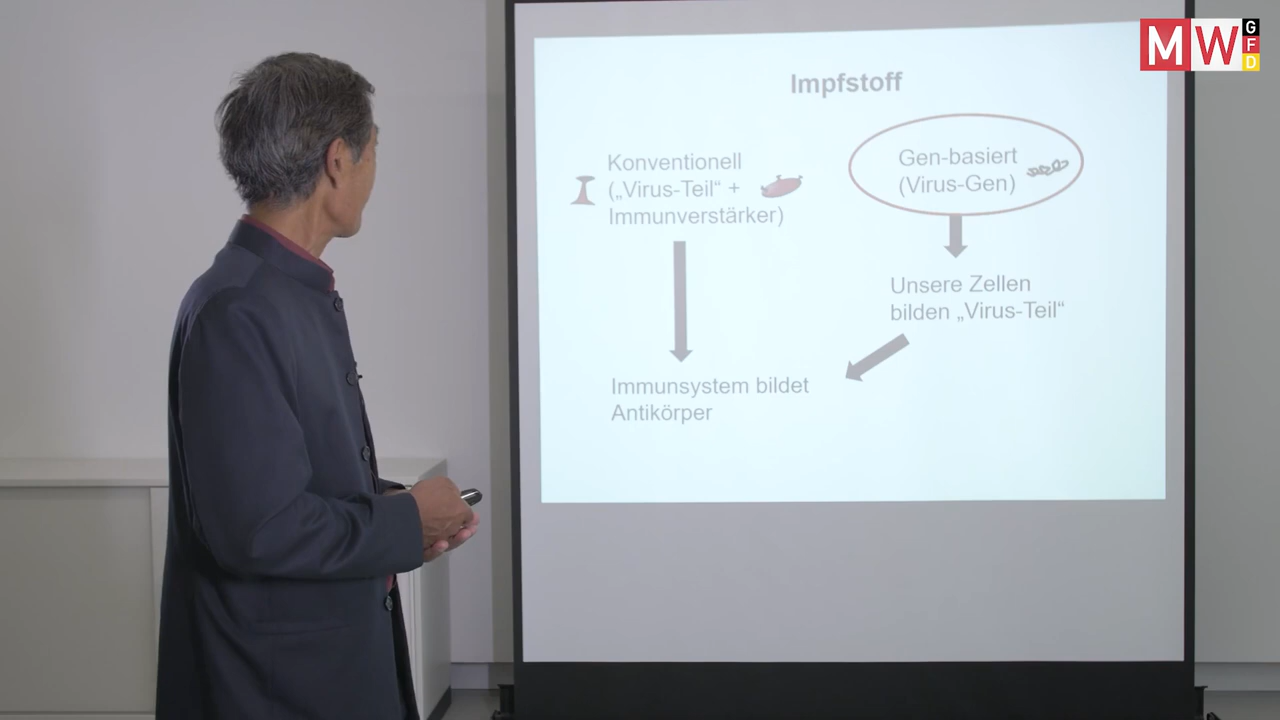 MW
G
F
D
Impfstoff
Konventionell
(„Virus-Teil“ +
Immunverstärker)
Gen-basiert
(Virus-Gen)
Unsere Zellen
bilden „Virus-Teil“
Immunsystem bildet
Antikörper